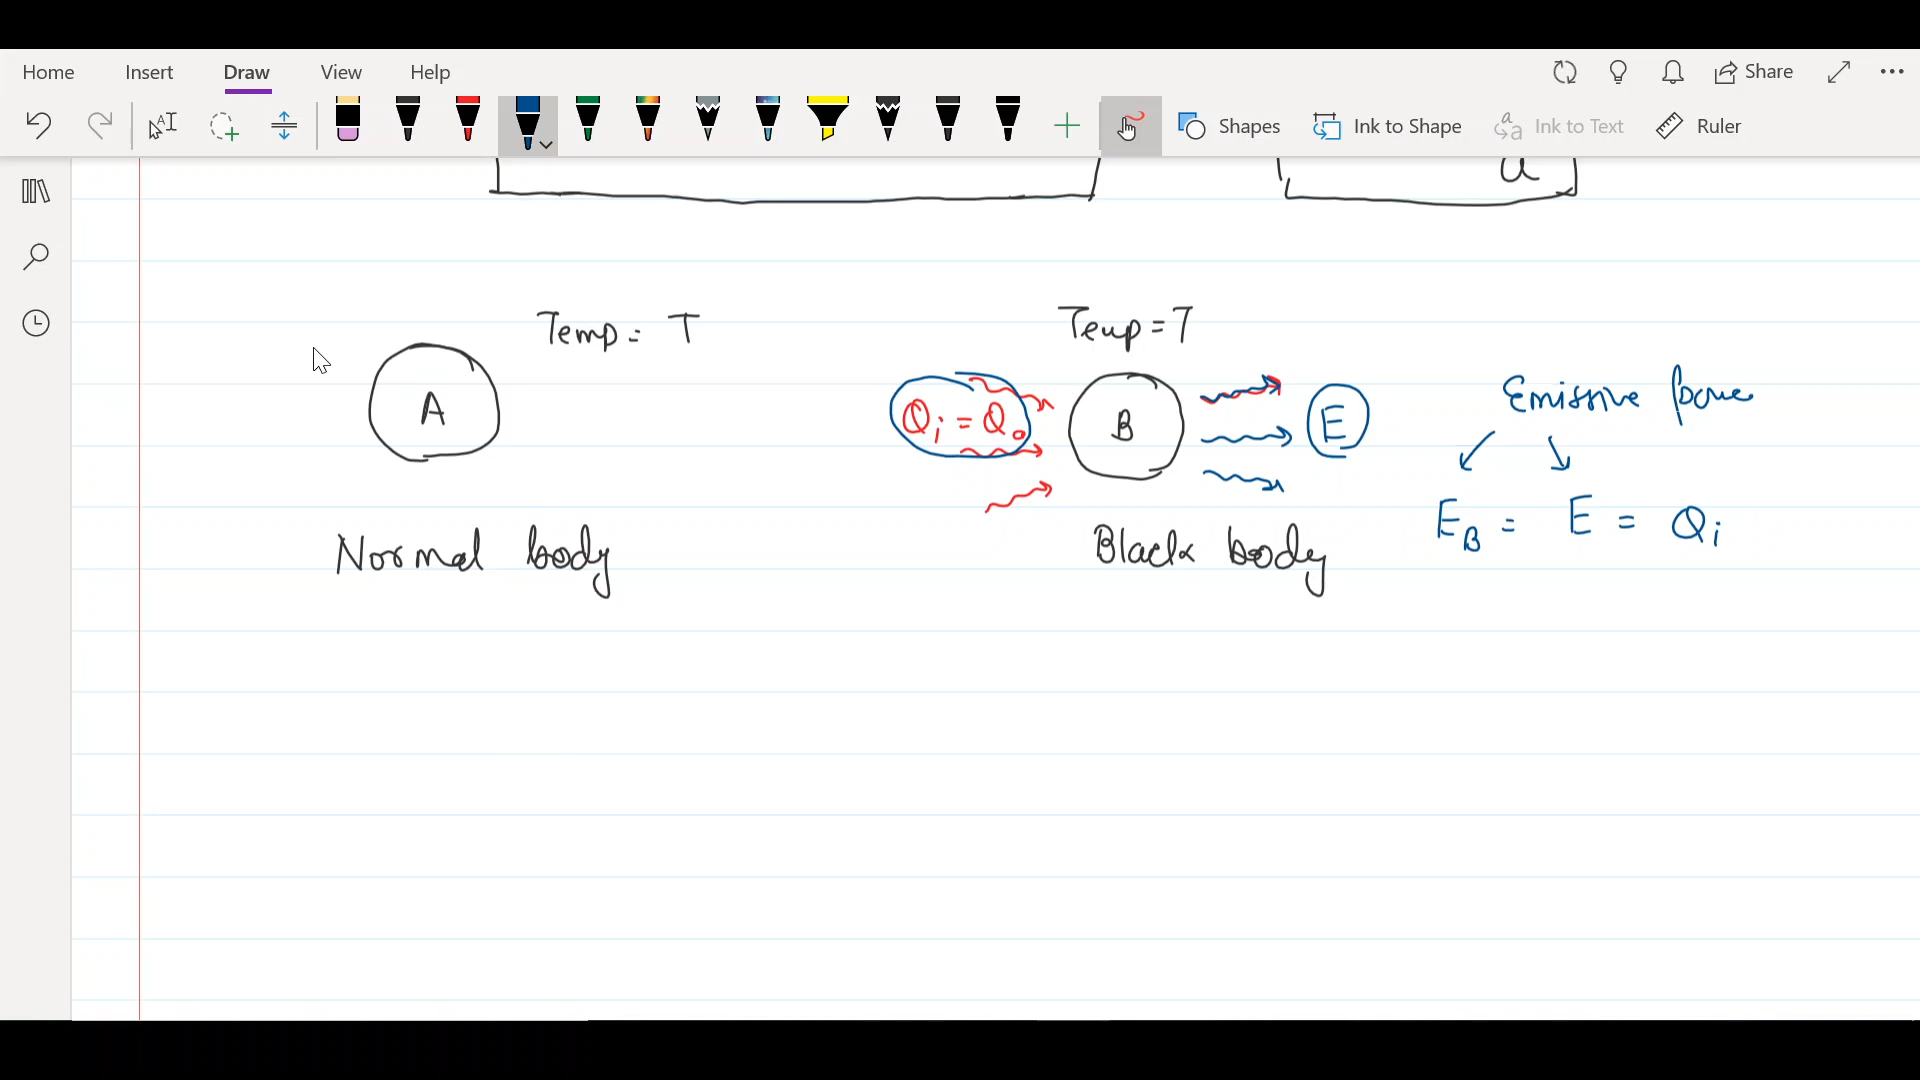 Home Insert Draw View Help Share
Shapes Ink to Shape Ink to Text Ruler
a
Temp = T
Temp = T
A
Qi = Qo
B
E
Emissive
EB = E = Qi
Normal body
Black body